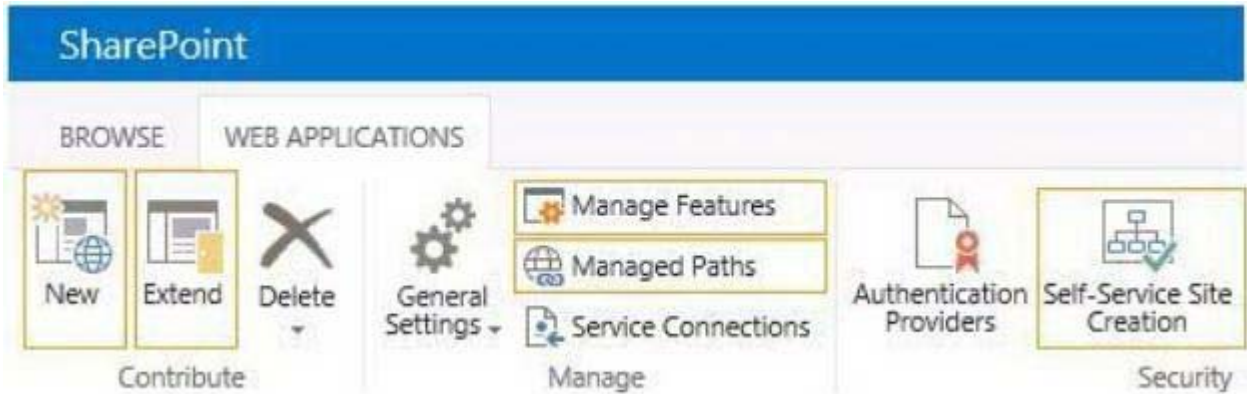 SharePoint
BROWSE WEB APPLICATIONS
New
Extend
Delete
General
Settings
Manage Features
Managed Paths
Service Connections
Authentication
Providers
Self-Service Site
Creation
Contribute
Manage
Security